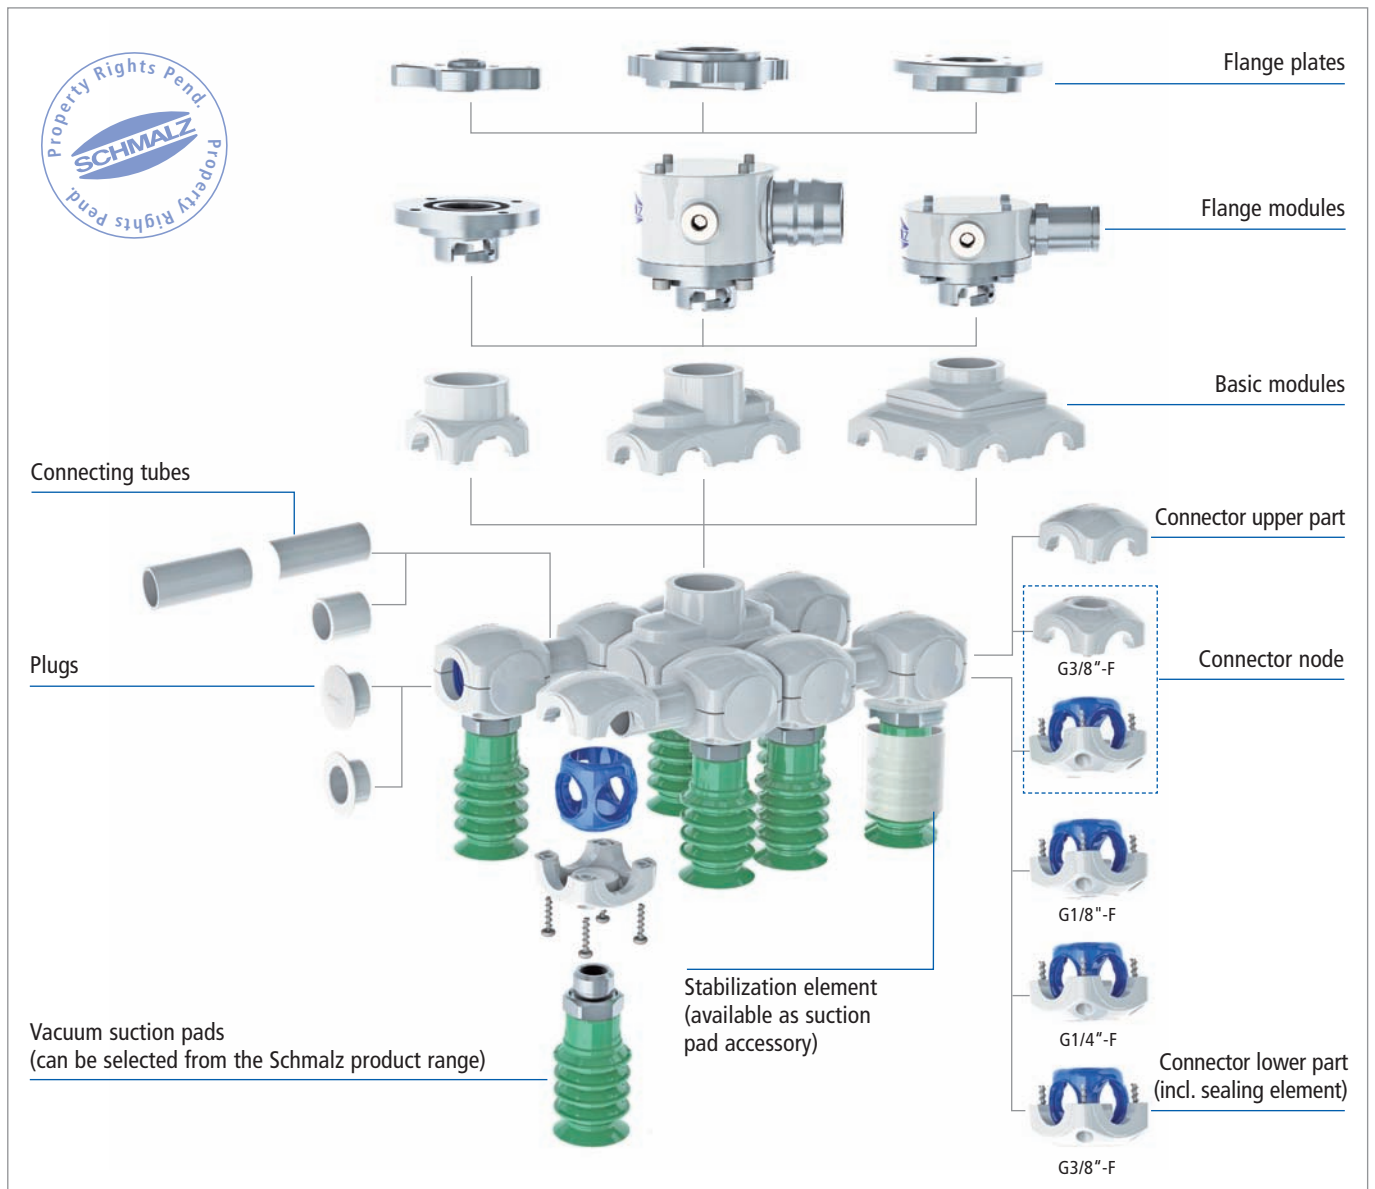 Property Rights Pend.
SCHMALZ
Property Rights Pend.
Flange plates
Flange modules
Basic modules
Connecting tubes
Connector upper part
Plugs
G3/8“-F
Connector node
G1/8"-F
Stabilization element
(available as suction
pad accessory)
G1/4“-F
Vacuum suction pads
(can be selected from the Schmalz product range)
Connector lower part
(incl. sealing element)
G3/8“-F